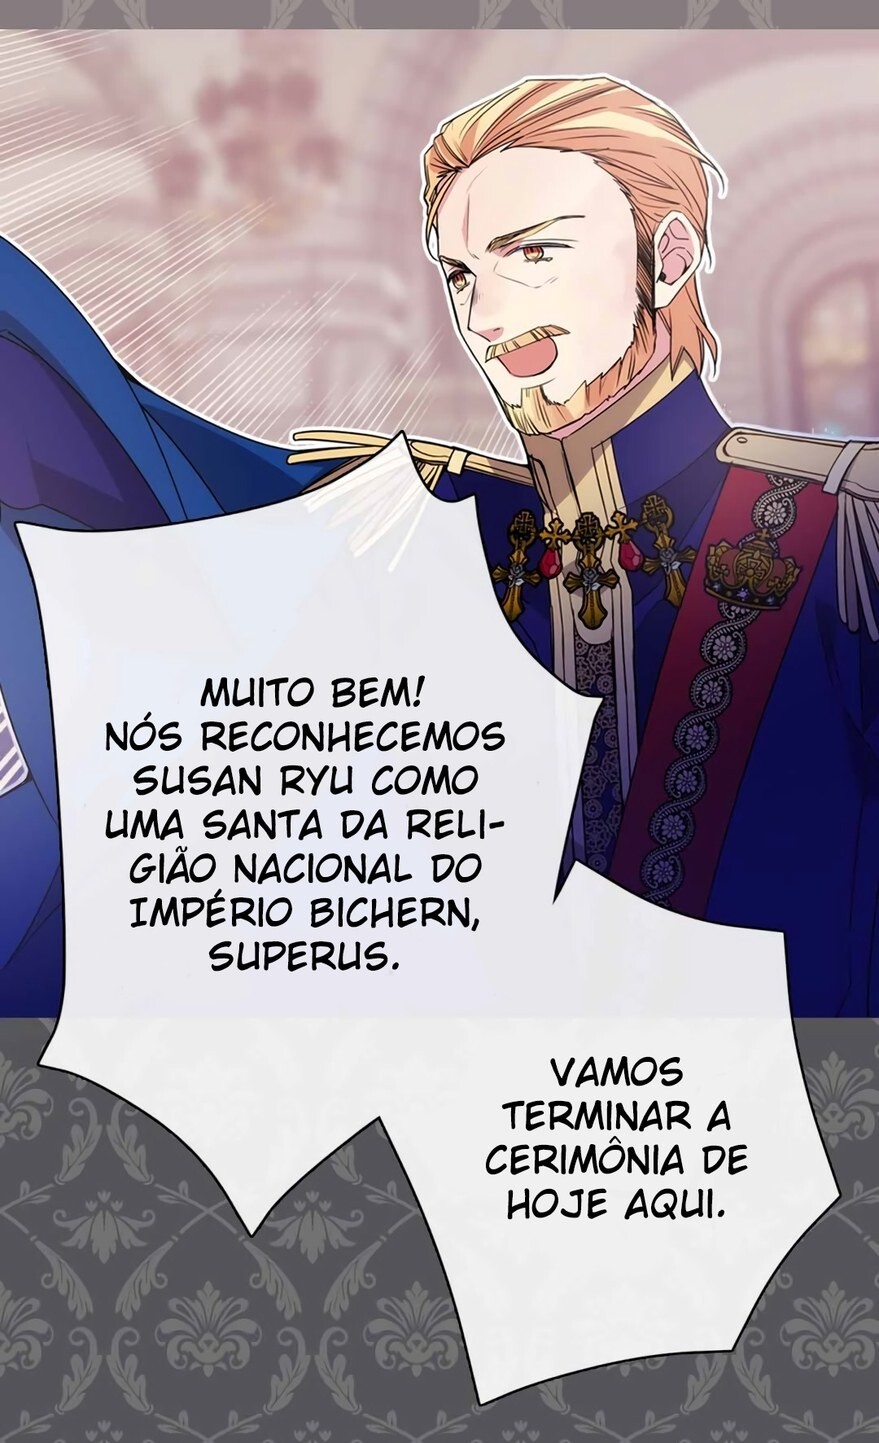 MUITO BEM!
NÓS RECONHECEMOS
SUSAN RYU COMO
UMA SANTA DA RELI-
GIÃO NACIONAL DO
IMPÉRIO BICHERN,
SUPERUS.
VAMOS
TERMINAR A
CERIMÔNIA DE
HOJE AQUI.